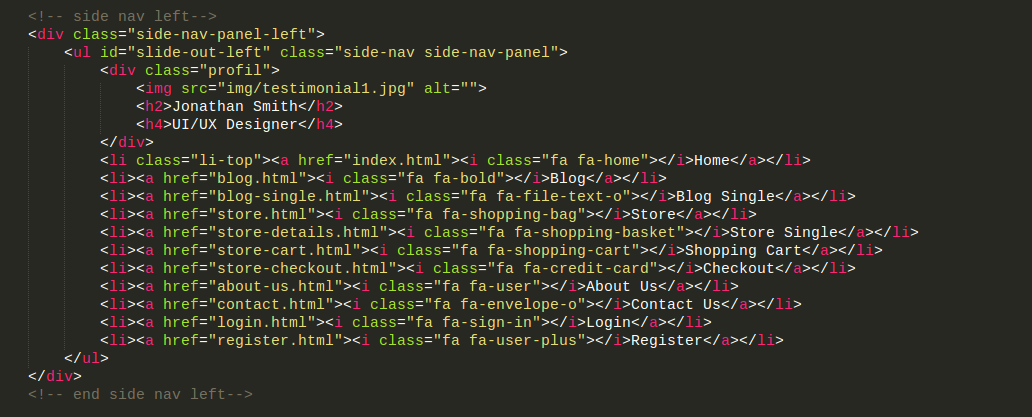 <!-- side nav left-->
<div class="side-nav-panel-left">
<ul id="slide-out-left" class="side-nav side-nav-panel">
<div class="profil">
<img src="img/testimonial1.jpg" alt="">
<h2>Jonathan Smith</h2>
<h4>UI/UX Designer</h4>
</div>
<li class="li-top"><a href="index.html"><i class="fa fa-home"></i>Home</a></li>
<li><a href="blog.html"><i class="fa fa-bold"></i>Blog</a></li>
<li><a href="blog-single.html"><i class="fa fa-file-text-o"></i>Blog Single</a></li>
<li><a href="store.html"><i class="fa fa-shopping-bag"></i>Store</a></li>
<li><a href="store-details.html"><i class="fa fa-shopping-basket"></i>Store Single</a></li>
<li><a href="store-cart.html"><i class="fa fa-shopping-cart"></i>Shopping Cart</a></li>
<li><a href="store-checkout.html"><i class="fa fa-credit-card"></i>Checkout</a></li>
<li><a href="about-us.html"><i class="fa fa-user"></i>About Us</a></li>
<li><a href="contact.html"><i class="fa fa-envelope-o"></i>Contact Us</a></li>
<li><a href="login.html"><i class="fa fa-sign-in"></i>Login</a></li>
<li><a href="register.html"><i class="fa fa-user-plus"></i>Register</a></li>
</ul>
</div>
<!-- end side nav left-->